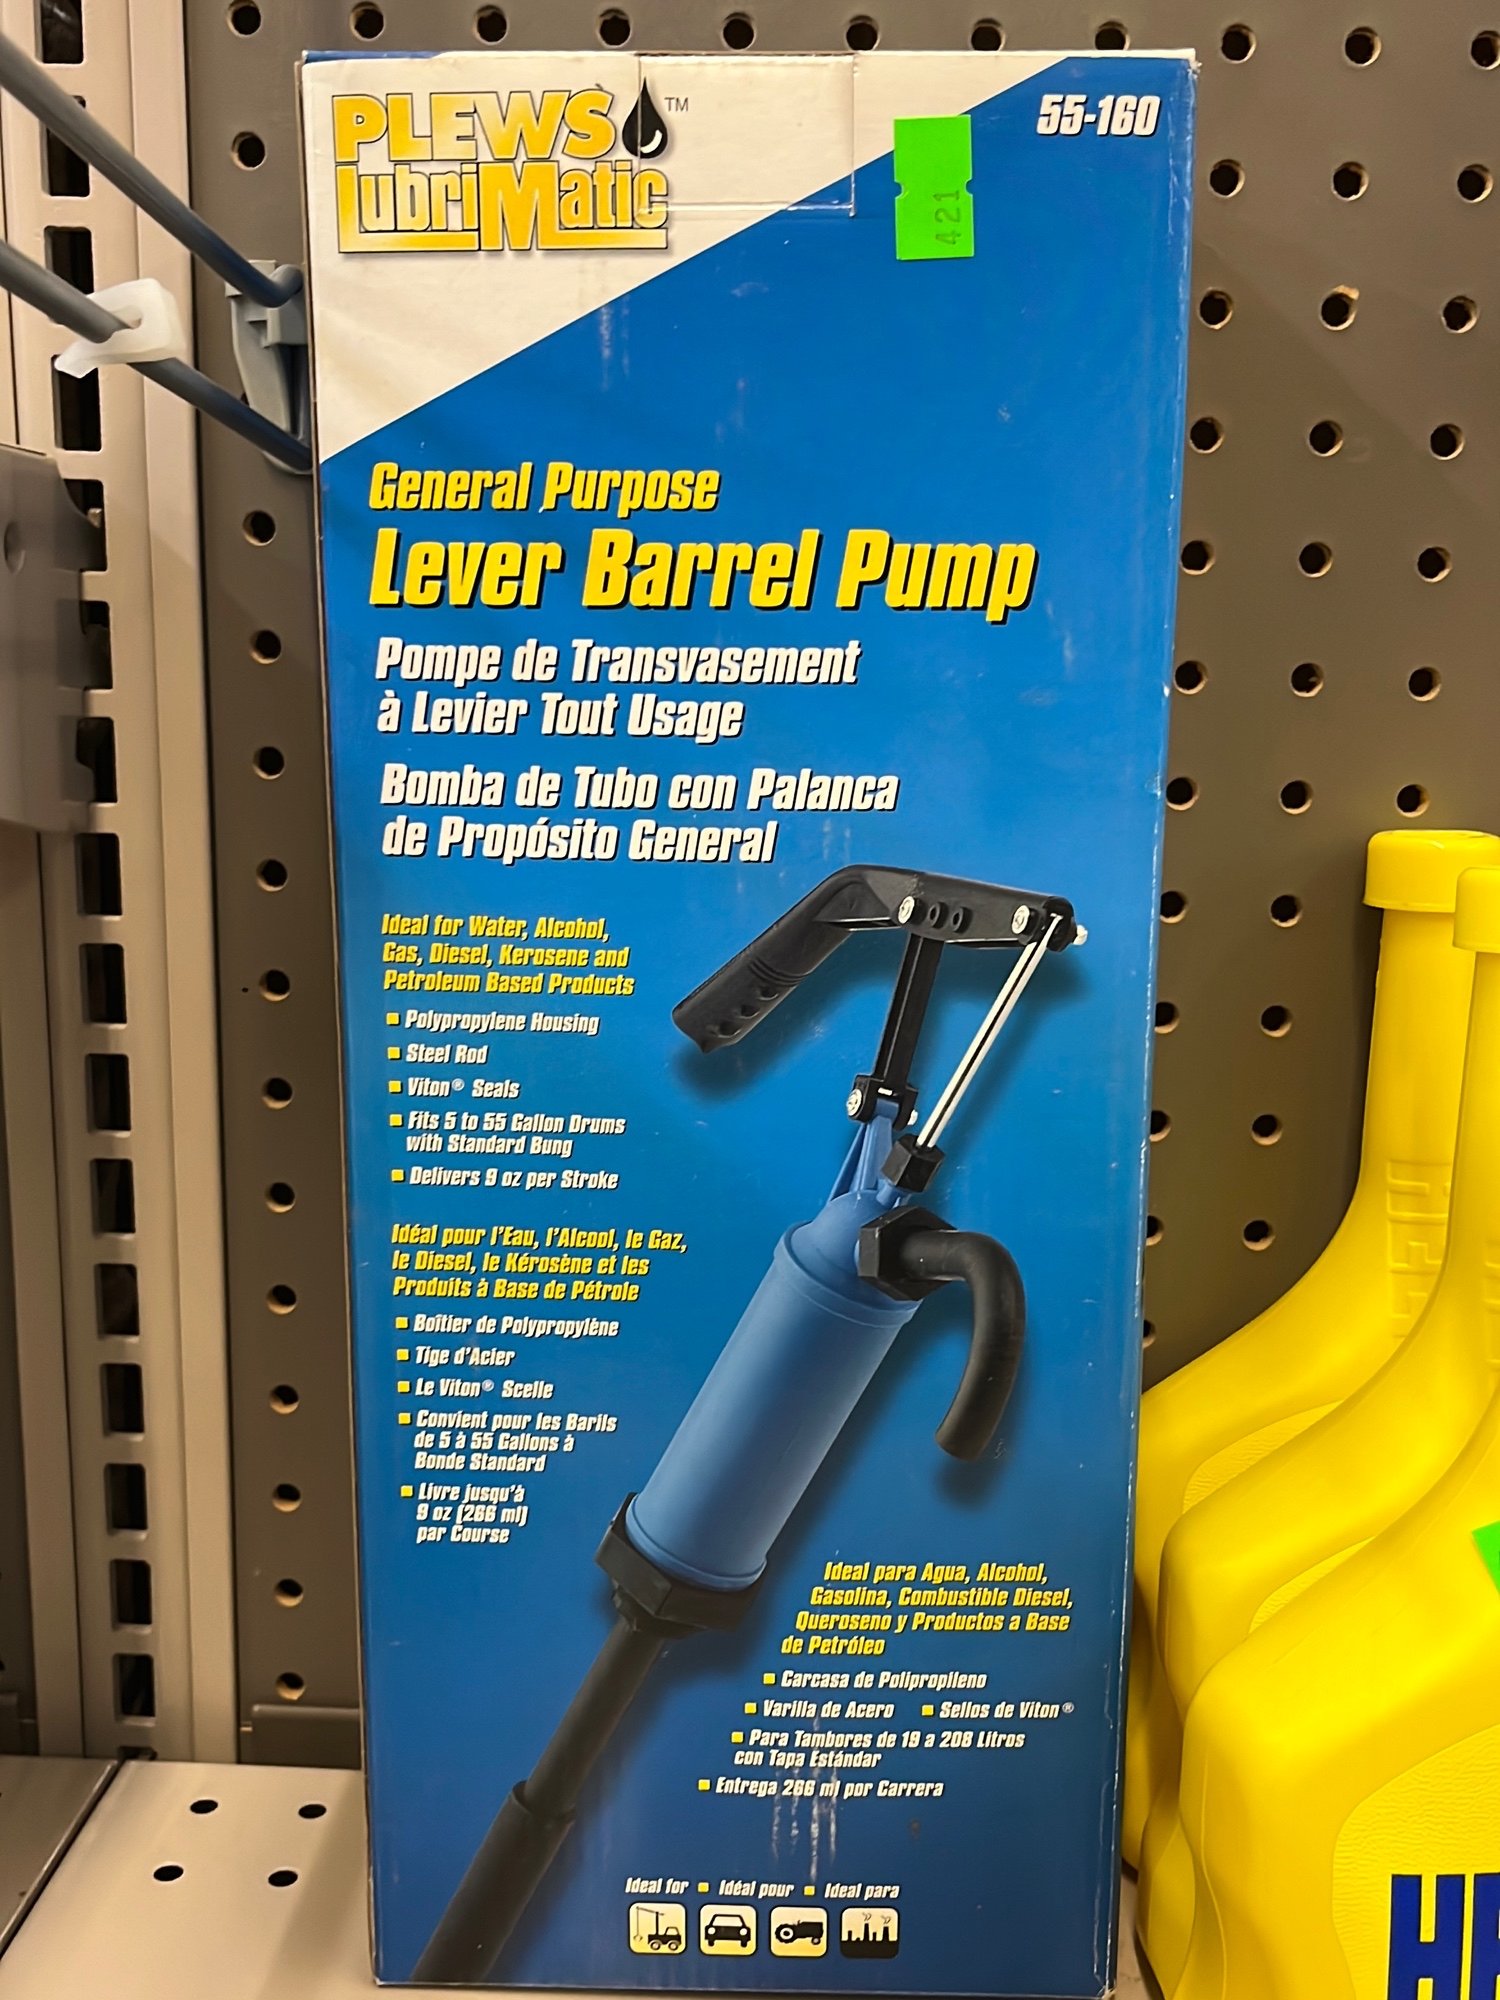 PLEWS ™
LubriMatic
55-160
421
General Purpose
Lever Barrel Pump
Pompe de Transvasement
à Levier Tout Usage
Bomba de Tubo con Palanca
de Propósito General
Ideal for Water, Alcohol,
Gas, Diesel, Kerosene and
Petroleum Based Products
Polypropylene Housing
Steel Rod
Viton® Seals
Fits 5 to 55 Gallon Drums
with Standard Bung
Delivers 9 oz per Stroke
Idéal pour l'Eau, l'Alcool, le Gaz,
le Diesel, le Kérosène et les
Produits à Base de Pétrole
Boîtier de Polypropylène
Tige d'Acier
Le Viton® Scelle
Convient pour les Barils
de 5 à 55 Gallons à
Bonde Standard
Livre jusqu'à
9 oz (266 ml)
par Course
Ideal para Agua, Alcohol,
Gasolina, Combustible Diesel,
Queroseno y Productos a Base
de Petróleo
Carcasa de Polipropileno
Varilla de Acero Sellos de Viton®
Para Tambores de 19 a 208 Litros
con Tapa Estándar
Entrega 266 ml por Carrera
Ideal for Idéal pour Ideal para